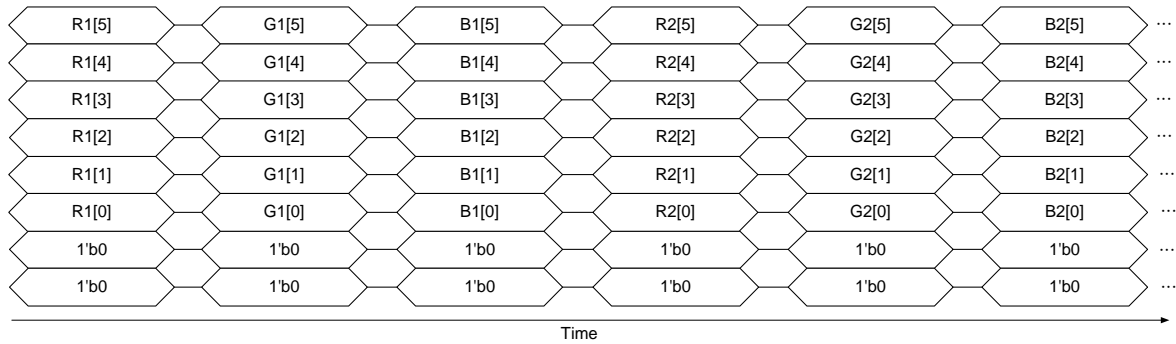 R1[5] G1[5] B1[5] R2[5] G2[5] B2[5] ...
R1[4] G1[4] B1[4] R2[4] G2[4] B2[4] ...
R1[3] G1[3] B1[3] R2[3] G2[3] B2[3] ...
R1[2] G1[2] B1[2] R2[2] G2[2] B2[2] ...
R1[1] G1[1] B1[1] R2[1] G2[1] B2[1] ...
R1[0] G1[0] B1[0] R2[0] G2[0] B2[0] ...
1'b0 1'b0 1'b0 1'b0 1'b0 1'b0 ...
1'b0 1'b0 1'b0 1'b0 1'b0 1'b0 ...
Time